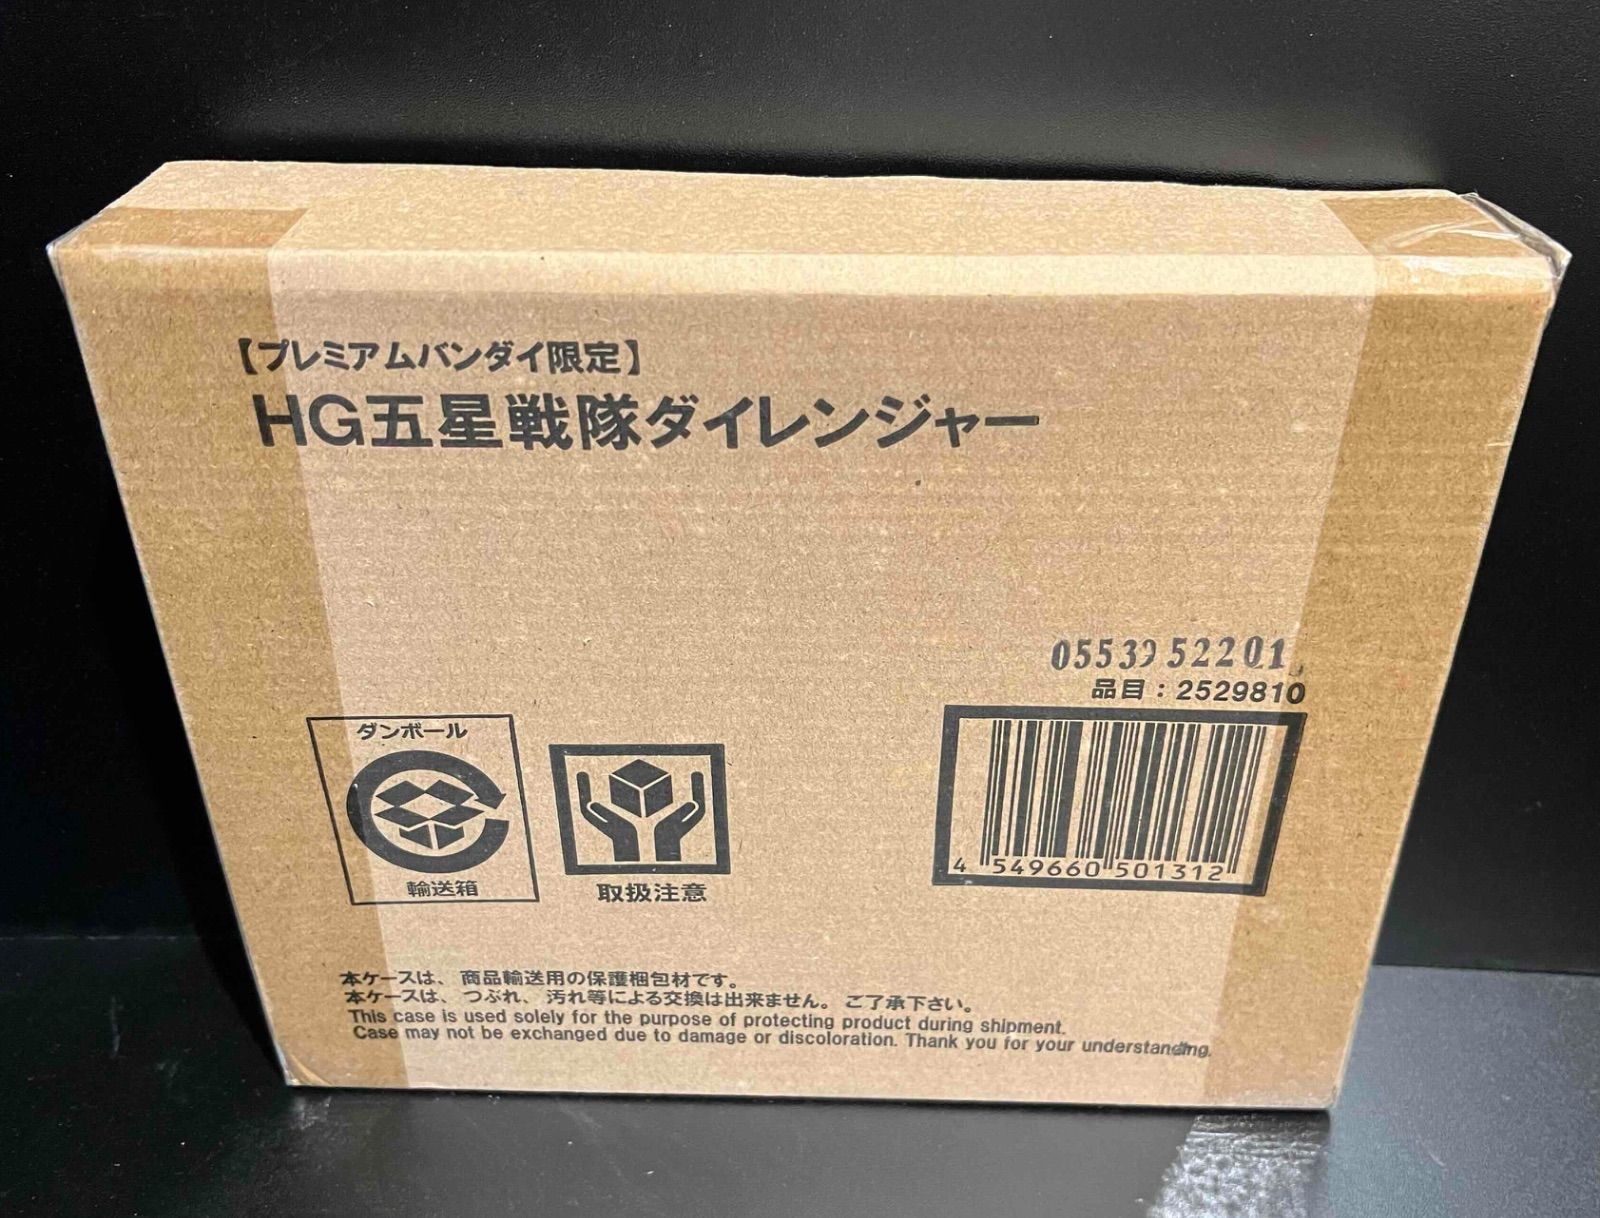 【プレミアムバンダイ限定】
HG五星戦隊ダイレンジャー
0553952201
品目：2529810
ダンボール
輸送箱
取扱注意
4 549660 501312
本ケースは、商品輸送用の保護梱包材です。
本ケースは、つぶれ、汚れ等による交換は出来ません。ご了承下さい。
This case is used solely for the purpose of protecting product during shipment.
Case may not be exchanged due to damage or discoloration. Thank you for your understanding.